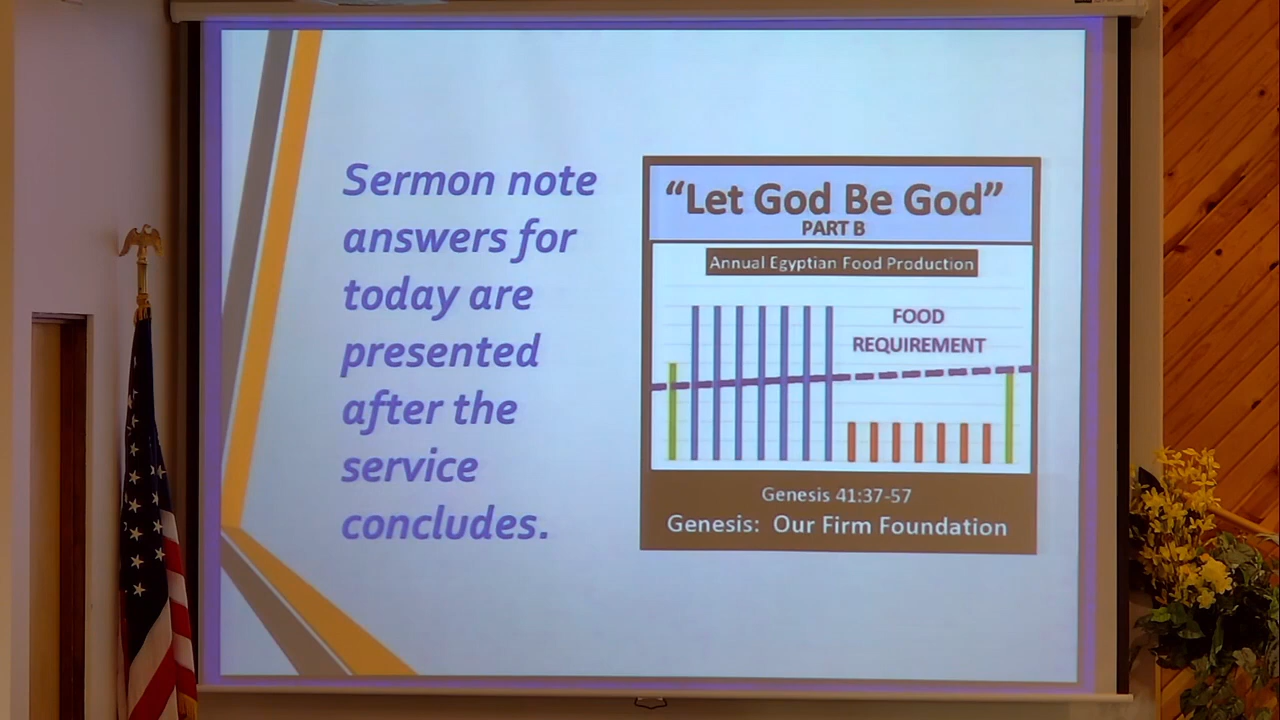 Sermon note
answers for
today are
presented
after the
service
concludes.
“Let God Be God”
PART B
Annual Egyptian Food Production
FOOD
REQUIREMENT
Genesis 41:37-57
Genesis: Our Firm Foundation